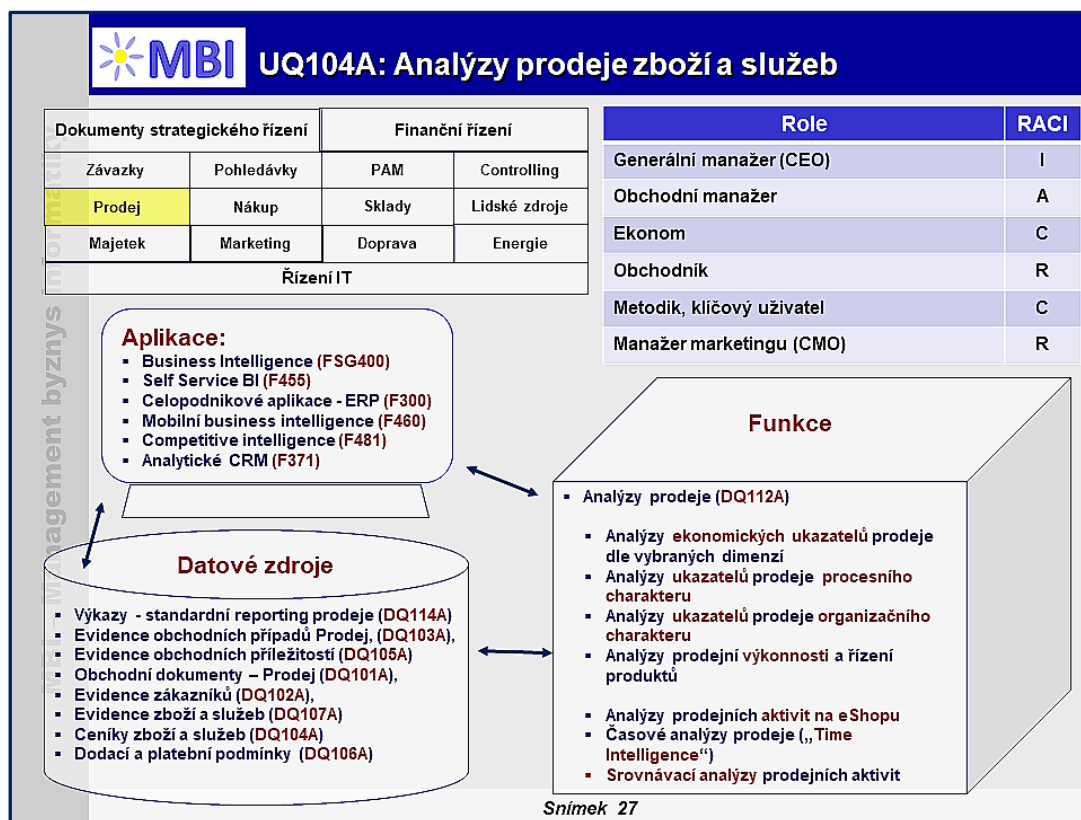 MBI
UQ104A: Analýzy prodeje zboží a služeb
MBI - Management byznys informatiky
Dokumenty strategického řízení
Finanční řízení
Závazky
Pohledávky
PAM
Controlling
Prodej
Nákup
Sklady
Lidské zdroje
Majetek
Marketing
Doprava
Energie
Řízení IT
Role RACI
Generální manažer (CEO) I
Obchodní manažer A
Ekonom C
Obchodník R
Metodik, klíčový uživatel C
Manažer marketingu (CMO) R
Aplikace:
▪ Business Intelligence (FSG400)
▪ Self Service BI (F455)
▪ Celopodnikové aplikace - ERP (F300)
▪ Mobilní business intelligence (F460)
▪ Competitive intelligence (F481)
▪ Analytické CRM (F371)
Datové zdroje
▪ Výkazy - standardní reporting prodeje (DQ114A)
▪ Evidence obchodních případů Prodej, (DQ103A),
▪ Evidence obchodních příležitostí (DQ105A)
▪ Obchodní dokumenty – Prodej (DQ101A),
▪ Evidence zákazníků (DQ102A),
▪ Evidence zboží a služeb (DQ107A)
▪ Ceníky zboží a služeb (DQ104A)
▪ Dodací a platební podmínky (DQ106A)
Funkce
▪ Analýzy prodeje (DQ112A)
▪ Analýzy ekonomických ukazatelů prodeje
dle vybraných dimenzí
▪ Analýzy ukazatelů prodeje procesního
charakteru
▪ Analýzy ukazatelů prodeje organizačního
charakteru
▪ Analýzy prodejní výkonnosti a řízení
produktů
▪ Analýzy prodejních aktivit na eShopu
▪ Časové analýzy prodeje („Time
Intelligence“)
▪ Srovnávací analýzy prodejních aktivit
Snímek 27